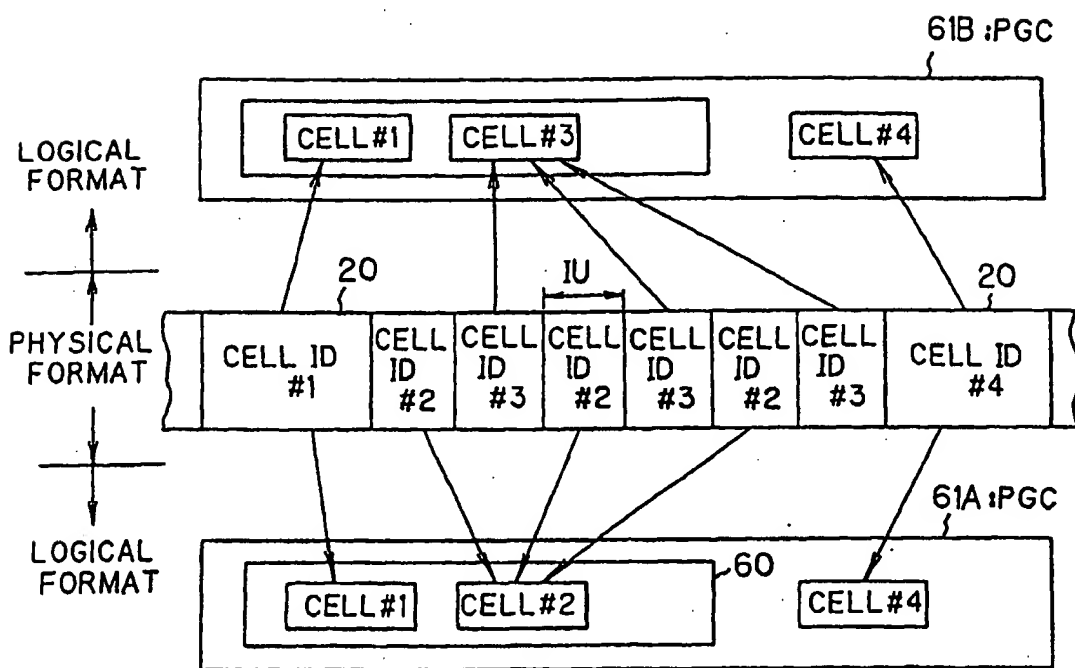 61B :PGC
CELL #1
CELL #3
CELL #4
LOGICAL
FORMAT
20
IU
20
PHYSICAL
FORMAT
CELL ID
#1
CELL
ID
#2
CELL
ID
#3
CELL
ID
#2
CELL
ID
#3
CELL
ID
#2
CELL
ID
#3
CELL ID
#4
61A :PGC
LOGICAL
FORMAT
60
CELL #1
CELL #2
CELL #4